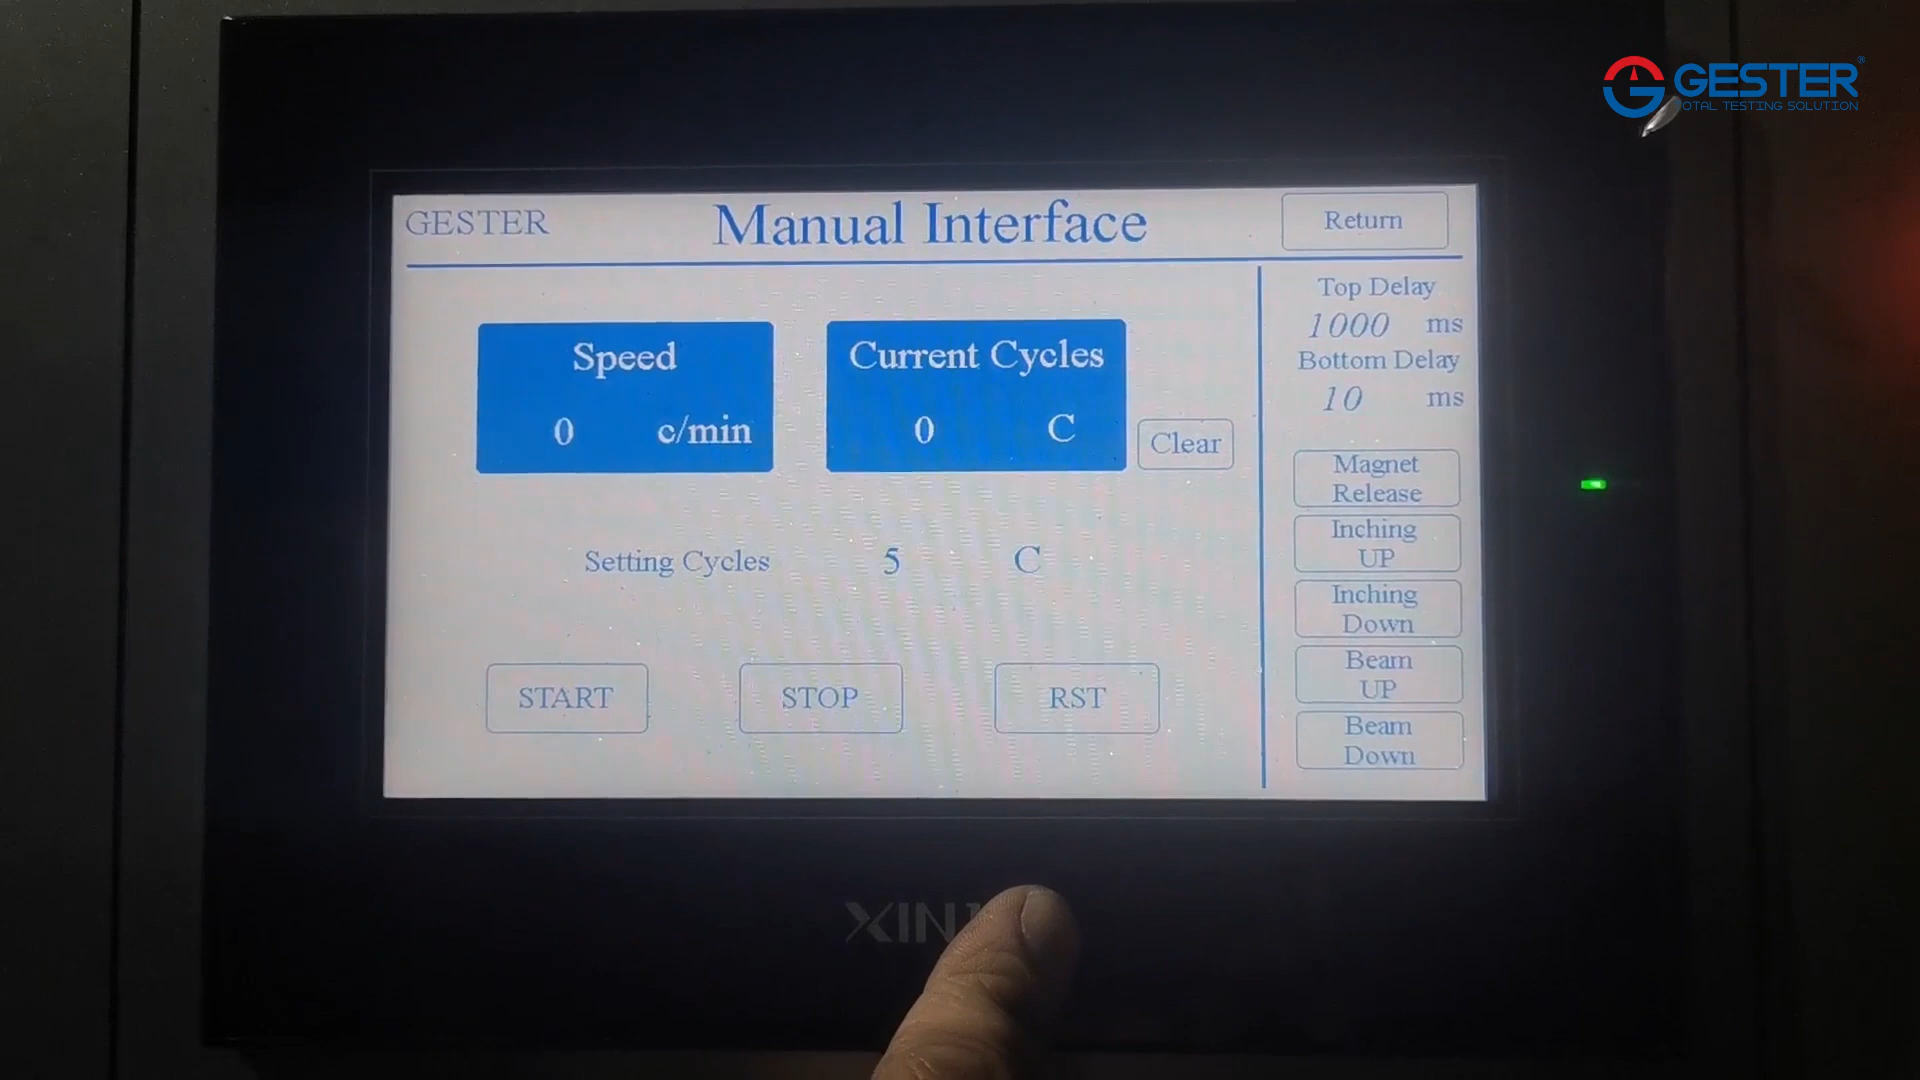 GESTER®
OTAL TESTING SOLUTION
GESTER
Manual Interface
Return
Speed
0 c/min
Current Cycles
0 C
Clear
Setting Cycles 5 C
START
STOP
RST
Top Delay
1000 ms
Bottom Delay
10 ms
Magnet
Release
Inching
UP
Inching
Down
Beam
UP
Beam
Down